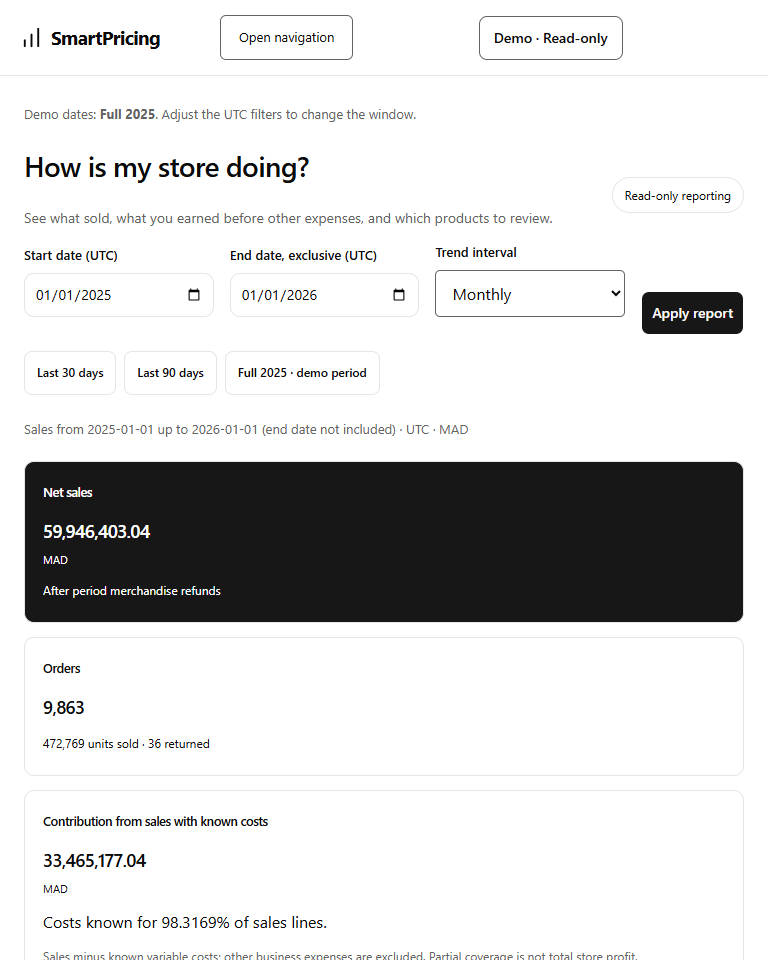 SmartPricing
Open navigation
Demo · Read-only
Demo dates: Full 2025. Adjust the UTC filters to change the window.
How is my store doing?
Read-only reporting
See what sold, what you earned before other expenses, and which products to review.
Start date (UTC)
End date, exclusive (UTC)
Trend interval
01/01/2025
01/01/2026
Monthly
Apply report
Last 30 days
Last 90 days
Full 2025 · demo period
Sales from 2025-01-01 up to 2026-01-01 (end date not included) · UTC · MAD
Net sales
59,946,403.04
MAD
After period merchandise refunds
Orders
9,863
472,769 units sold · 36 returned
Contribution from sales with known costs
33,465,177.04
MAD
Costs known for 98.3169% of sales lines.
Sales minus known variable costs; other business expenses are excluded. Partial coverage is not total store profit.